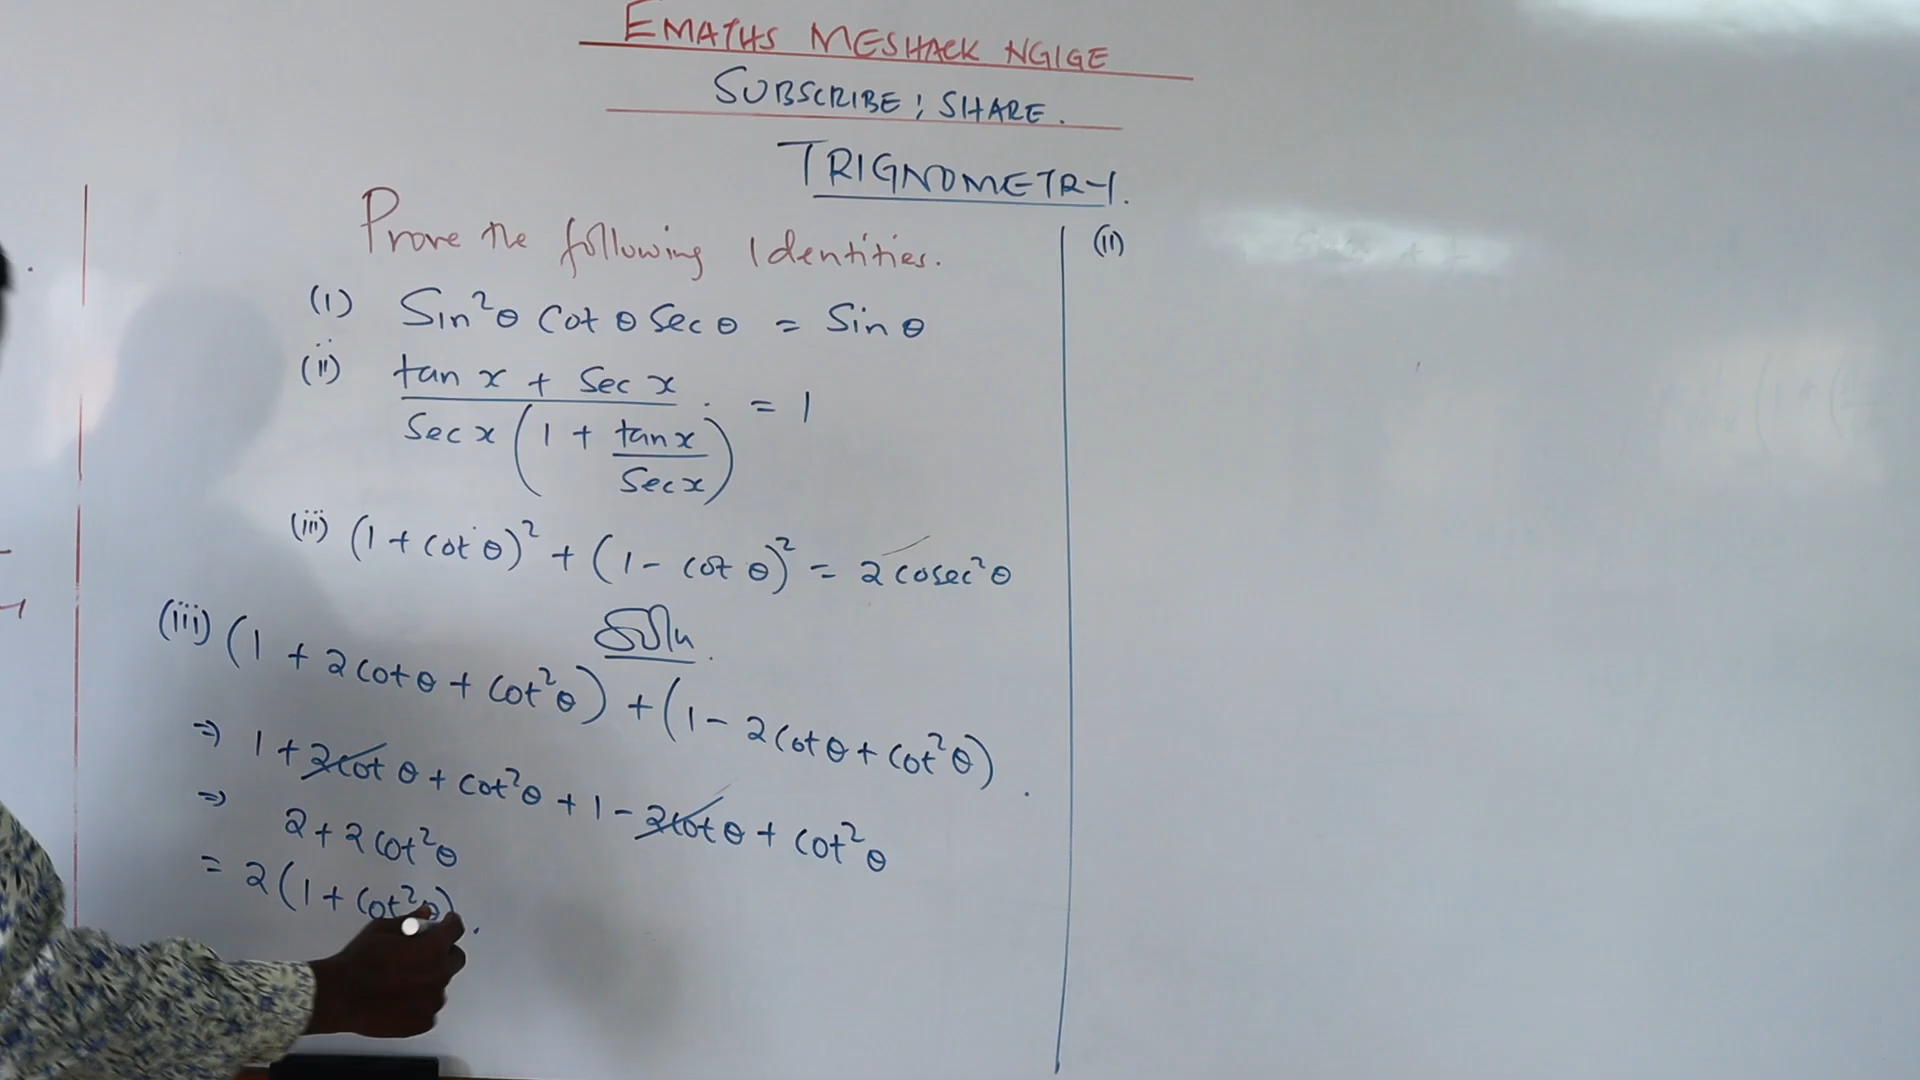 EMATHS MESHACK NGIGE
SUBSCRIBE; SHARE.
TRIGNOMETRY.
Prove the following Identities.
(i) Sin²θ Cot θ Sec θ = Sin θ
(ii) tan x + Sec x / Sec x (1 + tan x / Sec x) = 1
(iii) (1 + Cot θ)² + (1 - Cot θ)² = 2 Cosec²θ
Soln
(iii) (1 + 2 Cot θ + Cot²θ) + (1 - 2 Cot θ + Cot²θ)
⇒ 1 + 2Cot θ + Cot²θ + 1 - 2Cot θ + Cot²θ
⇒ 2 + 2 Cot²θ
= 2 (1 + Cot²θ).
(ii)